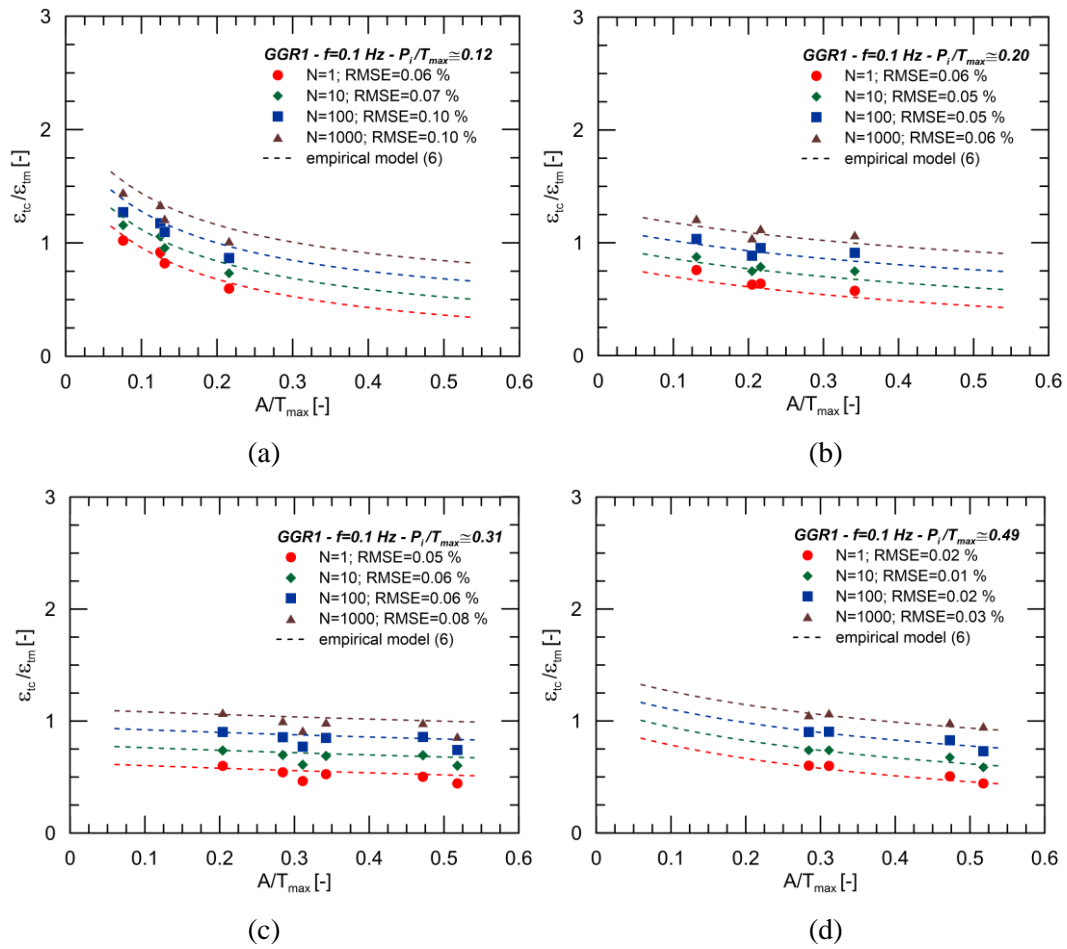 GGR1 - f=0.1 Hz - Pi/Tmax≅0.12
N=1; RMSE=0.06 %
N=10; RMSE=0.07 %
N=100; RMSE=0.10 %
N=1000; RMSE=0.10 %
empirical model (6)
3
2
1
0
εtc/εtm [-]
0 0.1 0.2 0.3 0.4 0.5 0.6
A/Tmax [-]
(a)
GGR1 - f=0.1 Hz - Pi/Tmax≅0.20
N=1; RMSE=0.06 %
N=10; RMSE=0.05 %
N=100; RMSE=0.05 %
N=1000; RMSE=0.06 %
empirical model (6)
3
2
1
0
εtc/εtm [-]
0 0.1 0.2 0.3 0.4 0.5 0.6
A/Tmax [-]
(b)
GGR1 - f=0.1 Hz - Pi/Tmax≅0.31
N=1; RMSE=0.05 %
N=10; RMSE=0.06 %
N=100; RMSE=0.06 %
N=1000; RMSE=0.08 %
empirical model (6)
3
2
1
0
εtc/εtm [-]
0 0.1 0.2 0.3 0.4 0.5 0.6
A/Tmax [-]
(c)
GGR1 - f=0.1 Hz - Pi/Tmax≅0.49
N=1; RMSE=0.02 %
N=10; RMSE=0.01 %
N=100; RMSE=0.02 %
N=1000; RMSE=0.03 %
empirical model (6)
3
2
1
0
εtc/εtm [-]
0 0.1 0.2 0.3 0.4 0.5 0.6
A/Tmax [-]
(d)